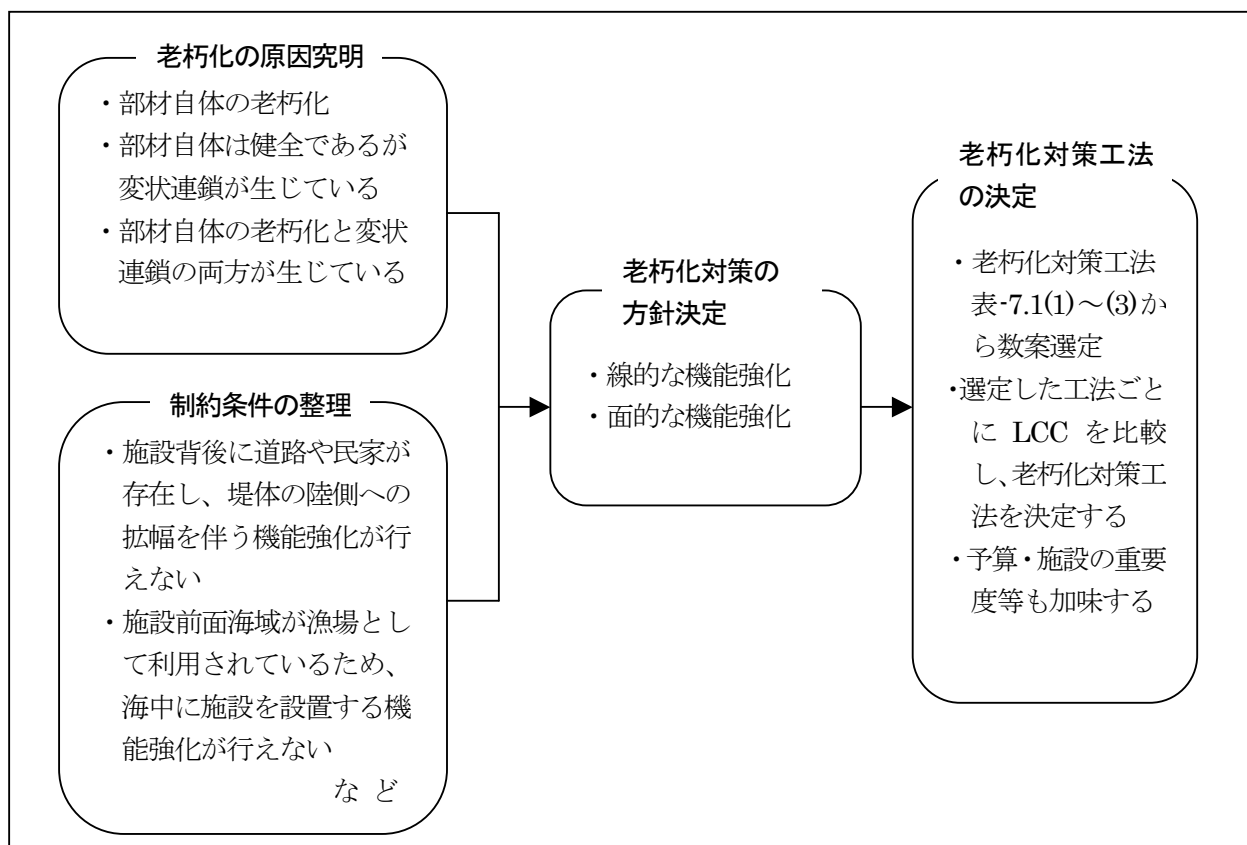 老朽化の原因究明
・部材自体の老朽化
・部材自体は健全であるが
変状連鎖が生じている
・部材自体の老朽化と変状
連鎖の両方が生じている
制約条件の整理
・施設背後に道路や民家が
存在し、堤体の陸側への
拡幅を伴う機能強化が行
えない
・施設前面海域が漁場とし
て利用されているため、
海中に施設を設置する機
能強化が行えない
など
老朽化対策の
方針決定
・線的な機能強化
・面的な機能強化
老朽化対策工法
の決定
・老朽化対策工法
表-7.1(1)～(3)か
ら数案選定
・選定した工法ごと
に LCC を比較
し、老朽化対策工
法を決定する
・予算・施設の重要
度等も加味する